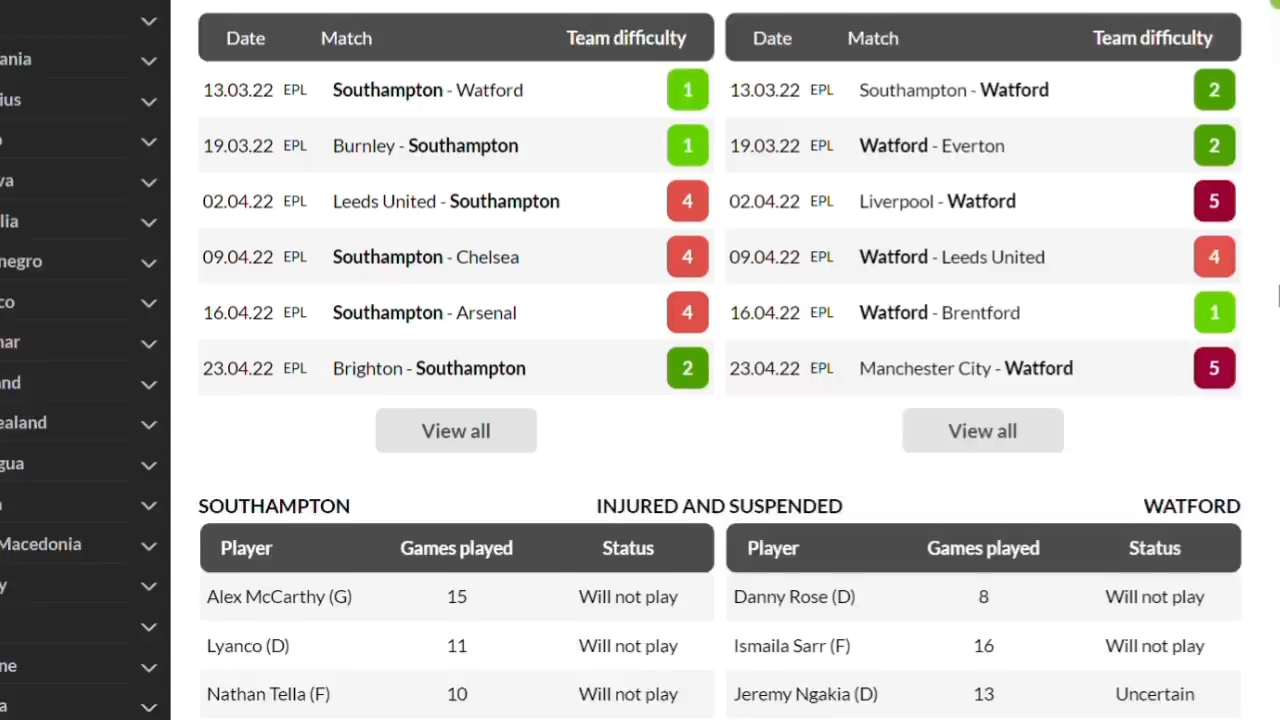 ania
ius
o
va
lia
negro
co
nar
nd
ealand
gua
Macedonia
y
ne
a
Date Match Team difficulty
13.03.22 EPL Southampton - Watford 1
19.03.22 EPL Burnley - Southampton 1
02.04.22 EPL Leeds United - Southampton 4
09.04.22 EPL Southampton - Chelsea 4
16.04.22 EPL Southampton - Arsenal 4
23.04.22 EPL Brighton - Southampton 2
View all
Date Match Team difficulty
13.03.22 EPL Southampton - Watford 2
19.03.22 EPL Watford - Everton 2
02.04.22 EPL Liverpool - Watford 5
09.04.22 EPL Watford - Leeds United 4
16.04.22 EPL Watford - Brentford 1
23.04.22 EPL Manchester City - Watford 5
View all
SOUTHAMPTON INJURED AND SUSPENDED WATFORD
Player Games played Status
Alex McCarthy (G) 15 Will not play
Lyanco (D) 11 Will not play
Nathan Tella (F) 10 Will not play
Player Games played Status
Danny Rose (D) 8 Will not play
Ismaila Sarr (F) 16 Will not play
Jeremy Ngakia (D) 13 Uncertain